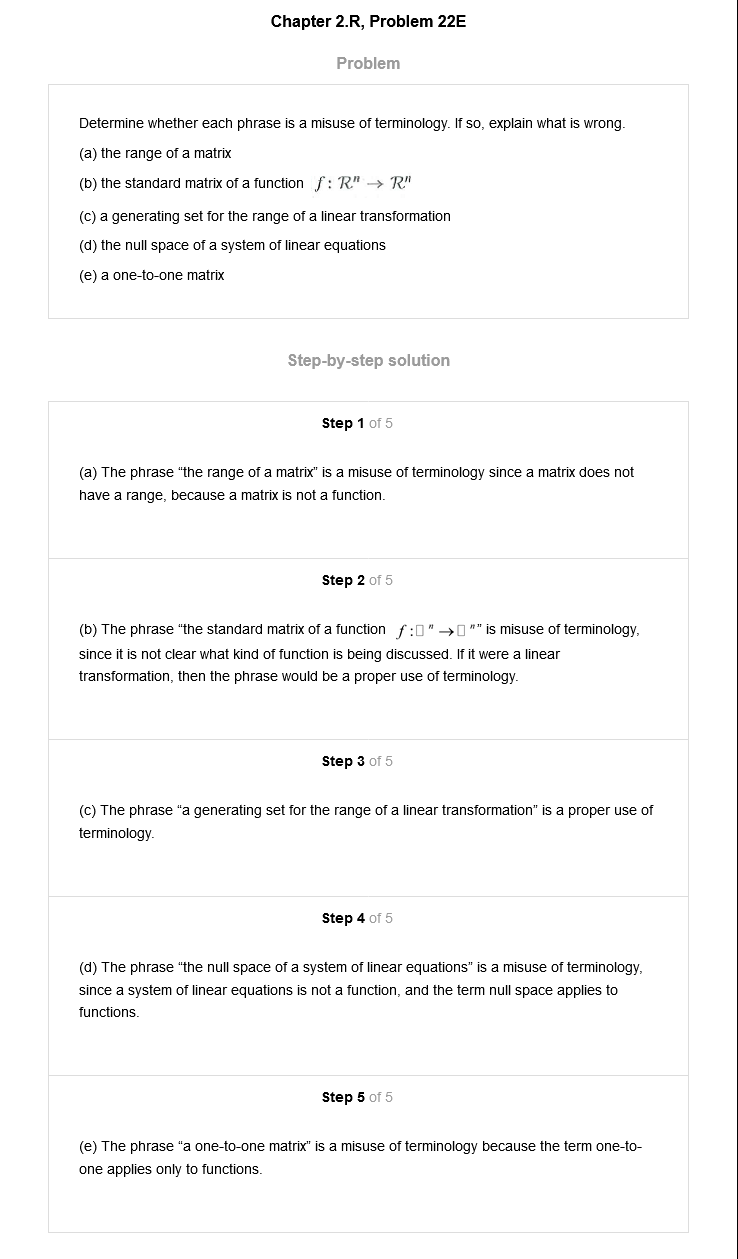 Chapter 2.R, Problem 22E
Problem
Determine whether each phrase is a misuse of terminology. If so, explain what is wrong.
(a) the range of a matrix
(b) the standard matrix of a function f : Rⁿ → Rⁿ
(c) a generating set for the range of a linear transformation
(d) the null space of a system of linear equations
(e) a one-to-one matrix
Step-by-step solution
Step 1 of 5
(a) The phrase “the range of a matrix” is a misuse of terminology since a matrix does not
have a range, because a matrix is not a function.
Step 2 of 5
(b) The phrase “the standard matrix of a function f :▯ ⁿ →▯ ⁿ” is misuse of terminology,
since it is not clear what kind of function is being discussed. If it were a linear
transformation, then the phrase would be a proper use of terminology.
Step 3 of 5
(c) The phrase “a generating set for the range of a linear transformation” is a proper use of
terminology.
Step 4 of 5
(d) The phrase “the null space of a system of linear equations” is a misuse of terminology,
since a system of linear equations is not a function, and the term null space applies to
functions.
Step 5 of 5
(e) The phrase “a one-to-one matrix” is a misuse of terminology because the term one-to-
one applies only to functions.